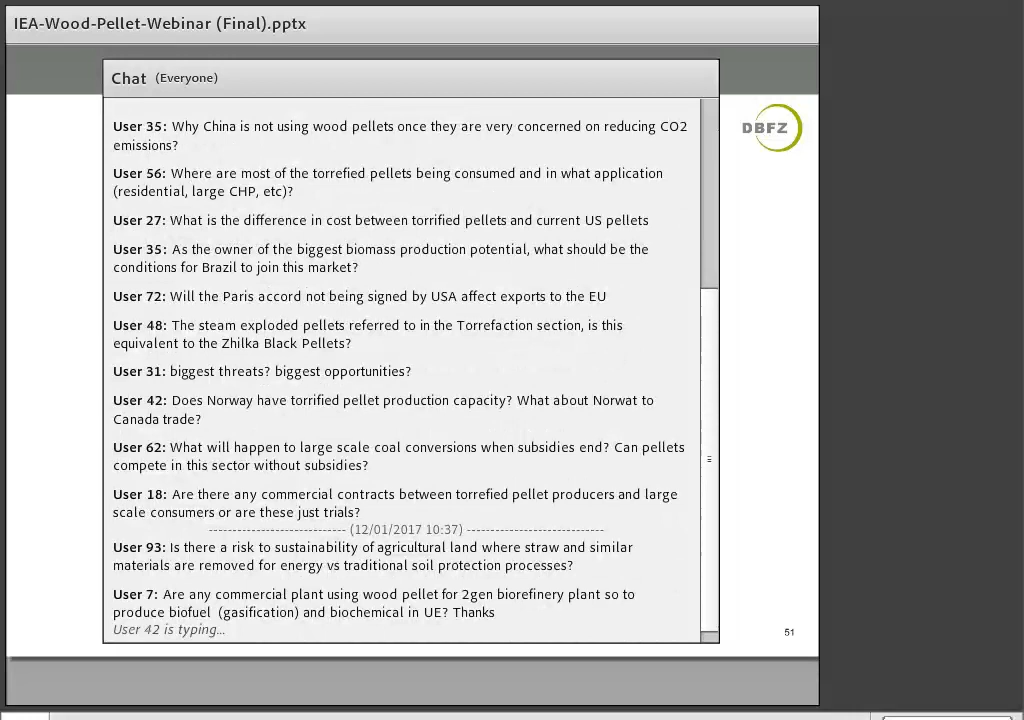 IEA-Wood-Pellet-Webinar (Final).pptx
Chat (Everyone)
DBFZ
User 35: Why China is not using wood pellets once they are very concerned on reducing CO2
emissions?
User 56: Where are most of the torrefied pellets being consumed and in what application
(residential, large CHP, etc)?
User 27: What is the difference in cost between torrified pellets and current US pellets
User 35: As the owner of the biggest biomass production potential, what should be the
conditions for Brazil to join this market?
User 72: Will the Paris accord not being signed by USA affect exports to the EU
User 48: The steam exploded pellets referred to in the Torrefaction section, is this
equivalent to the Zhilka Black Pellets?
User 31: biggest threats? biggest opportunities?
User 42: Does Norway have torrified pellet production capacity? What about Norwat to
Canada trade?
User 62: What will happen to large scale coal conversions when subsidies end? Can pellets
compete in this sector without subsidies?
User 18: Are there any commercial contracts between torrefied pellet producers and large
scale consumers or are these just trials?
---------------------------- (12/01/2017 10:37) ----------------------------
User 93: Is there a risk to sustainability of agricultural land where straw and similar
materials are removed for energy vs traditional soil protection processes?
User 7: Are any commercial plant using wood pellet for 2gen biorefinery plant so to
produce biofuel (gasification) and biochemical in UE? Thanks
User 42 is typing...
51